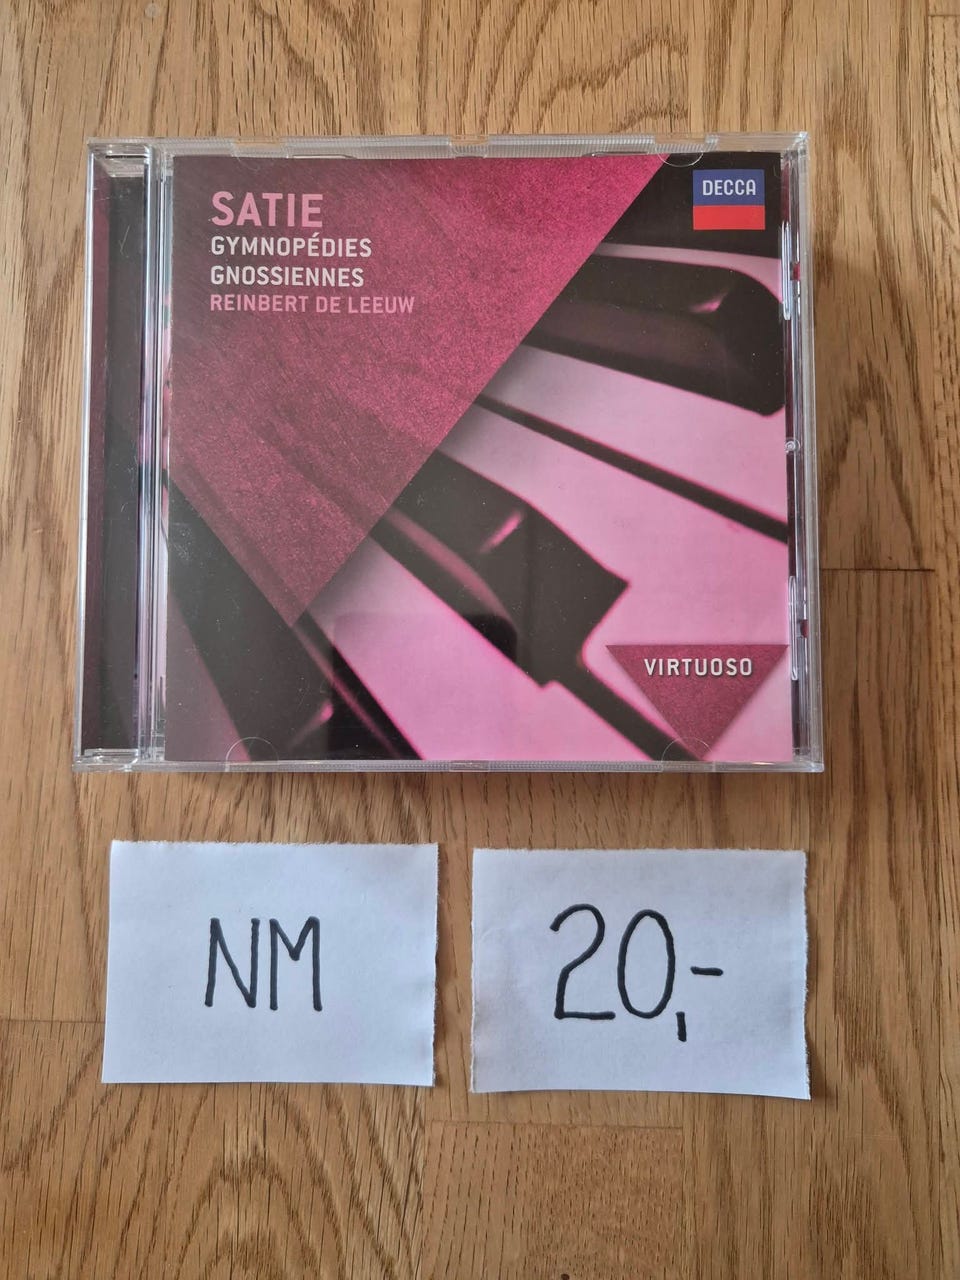 SATIE
GYMNOPÉDIES
GNOSSIENNES
REINBERT DE LEEUW
DECCA
VIRTUOSO
NM
20,-